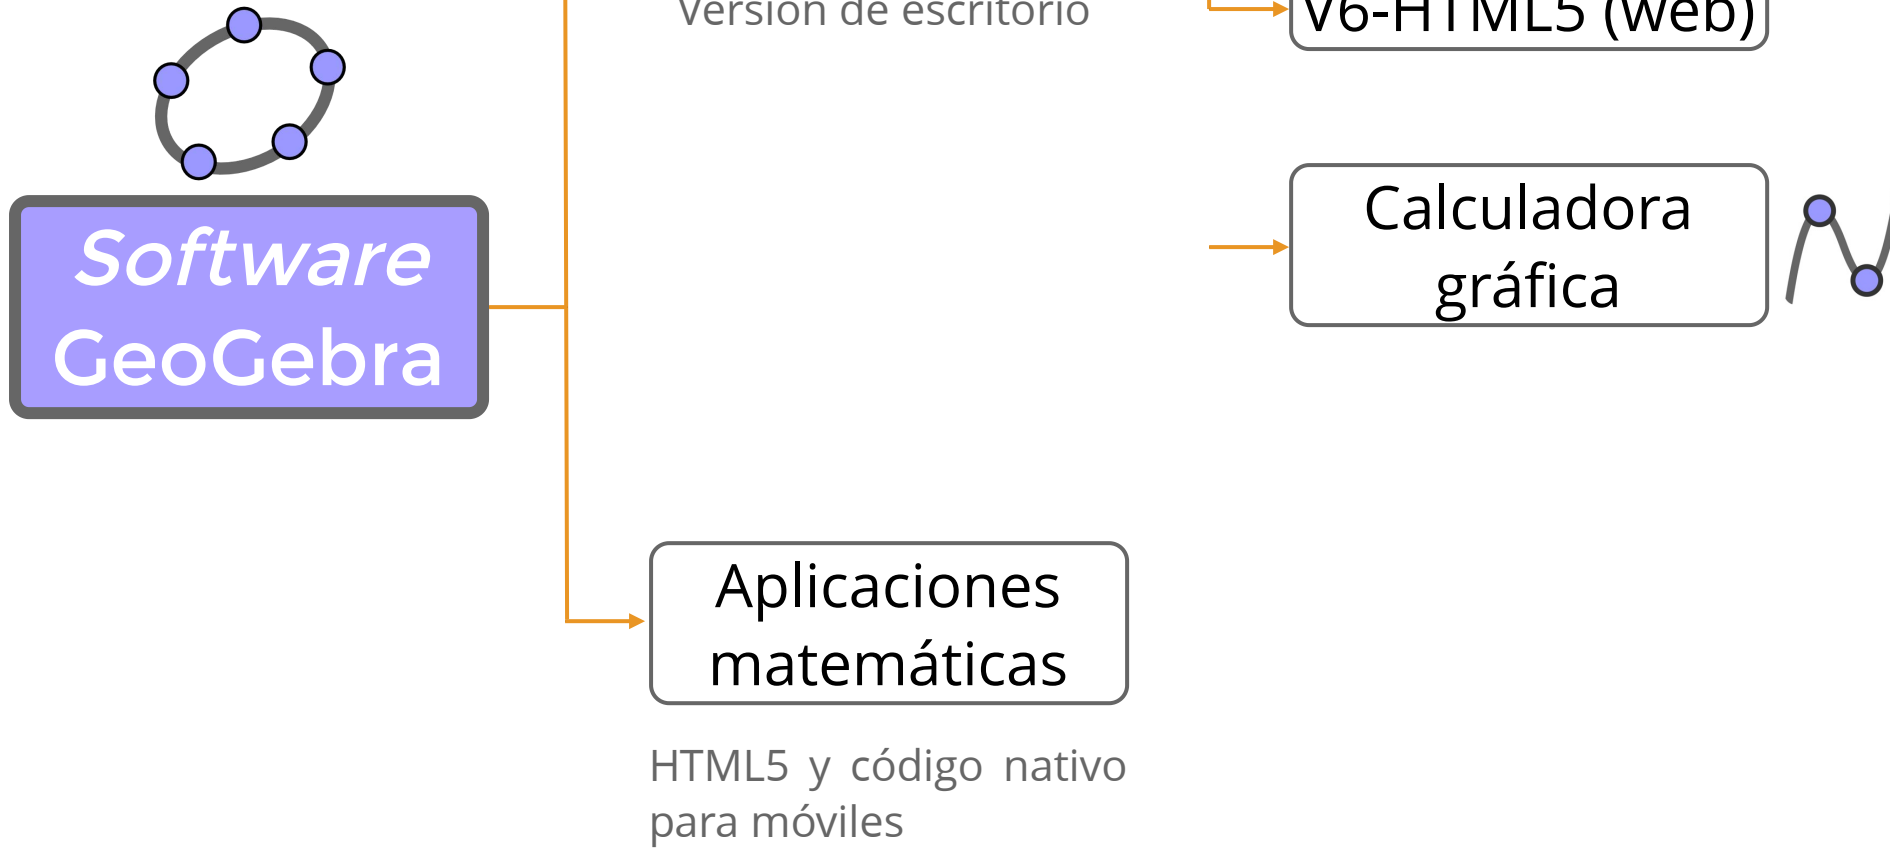 Versión de escritorio
V6-HTML5 (web)
Calculadora
gráfica
Software
GeoGebra
Aplicaciones
matemáticas
HTML5 y código nativo
para móviles